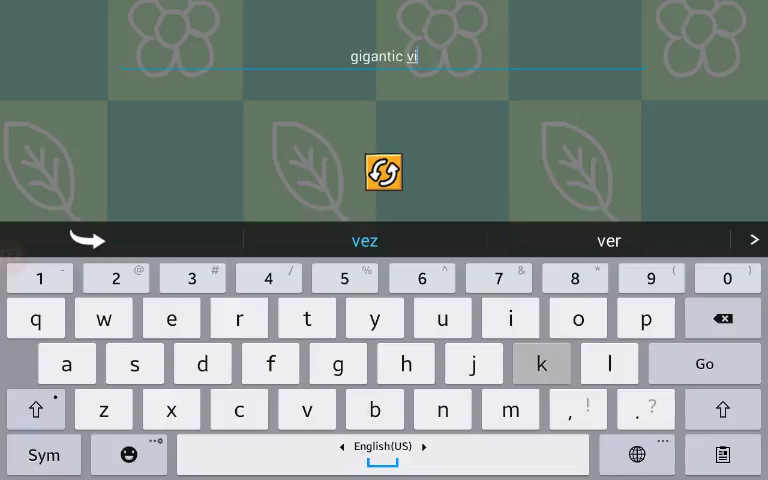 gigantic vi
vez ver >
1 - 2 @ 3 # 4 / 5 % 6 ^ 7 & 8 * 9 ( 0 )
q w e r t y u i o p
a s d f g h j k l Go
z x c v b n m , ! . ?
Sym English(US)